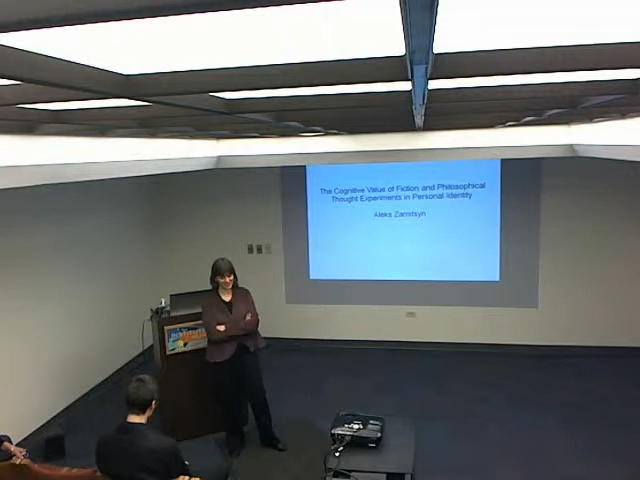 The Cognitive Value of Fiction and Philosophical
Thought Experiments in Personal Identity
Aleks Zarnitsyn